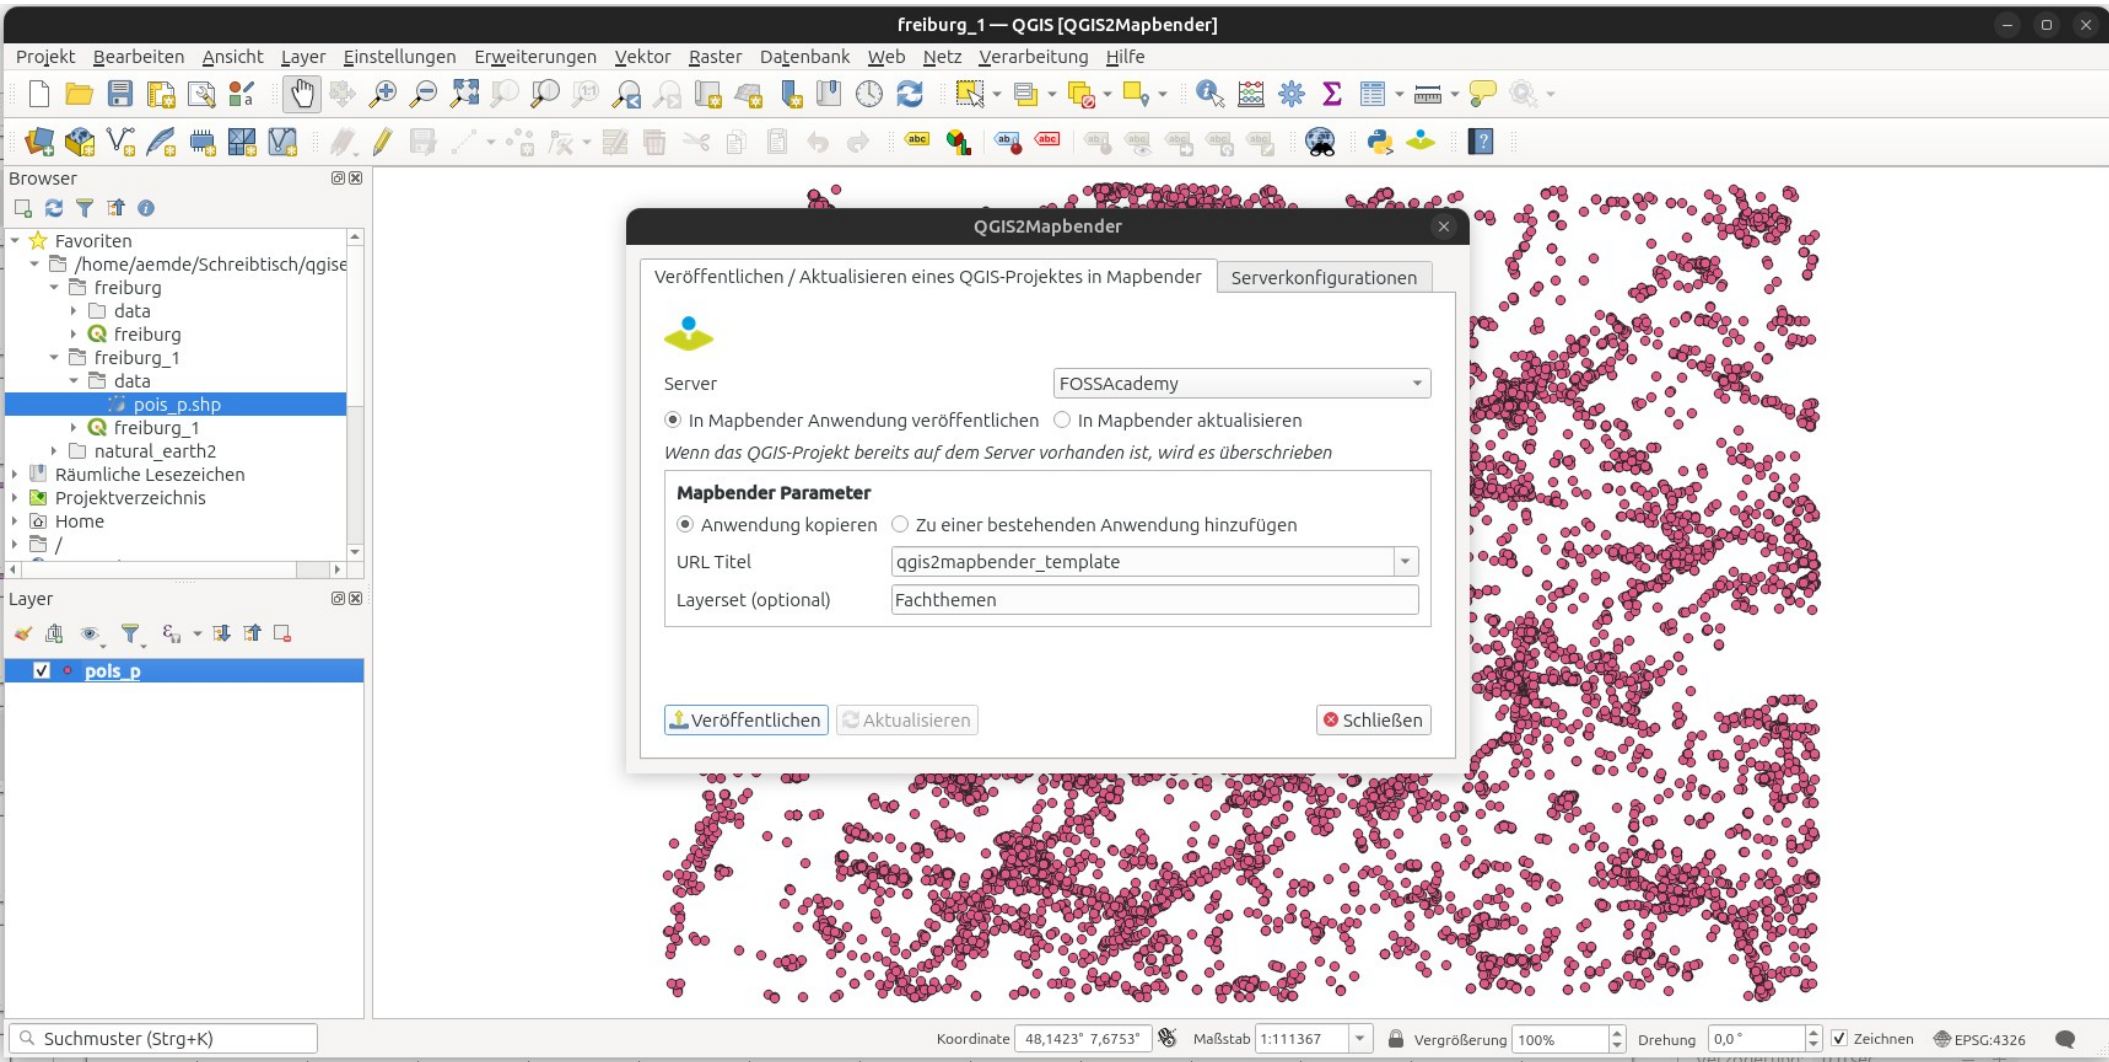 freiburg_1 — QGIS [QGIS2Mapbender]
Projekt Bearbeiten Ansicht Layer Einstellungen Erweiterungen Vektor Raster Datenbank Web Netz Verarbeitung Hilfe
Browser
Favoriten
/home/aemde/Schreibtisch/qgise
freiburg
data
freiburg
freiburg_1
data
pois_p.shp
freiburg_1
natural_earth2
Räumliche Lesezeichen
Projektverzeichnis
Home
/
Layer
pois_p
QGIS2Mapbender
Veröffentlichen / Aktualisieren eines QGIS-Projektes in Mapbender Serverkonfigurationen
Server FOSSAcademy
In Mapbender Anwendung veröffentlichen In Mapbender aktualisieren
Wenn das QGIS-Projekt bereits auf dem Server vorhanden ist, wird es überschrieben
Mapbender Parameter
Anwendung kopieren Zu einer bestehenden Anwendung hinzufügen
URL Titel qgis2mapbender_template
Layerset (optional) Fachthemen
Veröffentlichen Aktualisieren Schließen
Suchmuster (Strg+K) Koordinate 48,1423° 7,6753° Maßstab 1:111367 Vergrößerung 100% Drehung 0,0 ° Zeichnen EPSG:4326